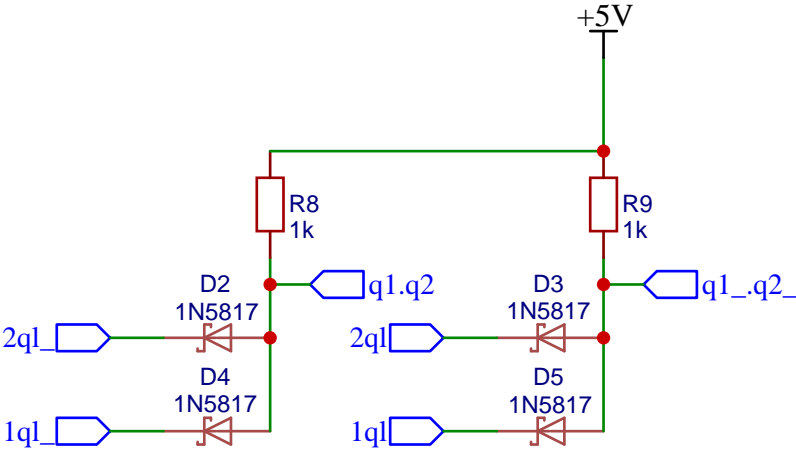 +5V
R8
1k
R9
1k
q1.q2
q1_.q2_
D2
1N5817
D3
1N5817
2ql_
2ql
D4
1N5817
D5
1N5817
1ql_
1ql